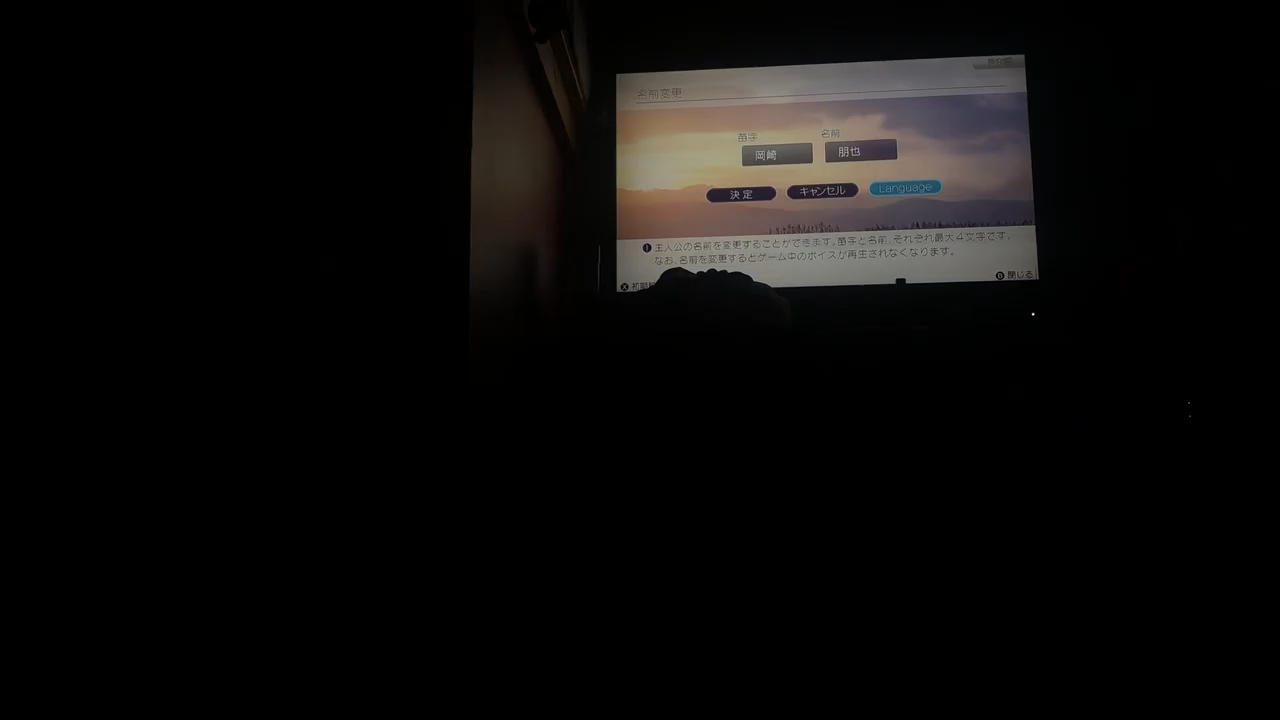 名前変更
苗字 名前
岡崎 朋也
決定 キャンセル Language
主人公の名前を変更することができます。苗字と名前、それぞれ最大4文字です。
なお、名前を変更するとゲーム中のボイスが再生されなくなります。
X 初期
B 閉じる